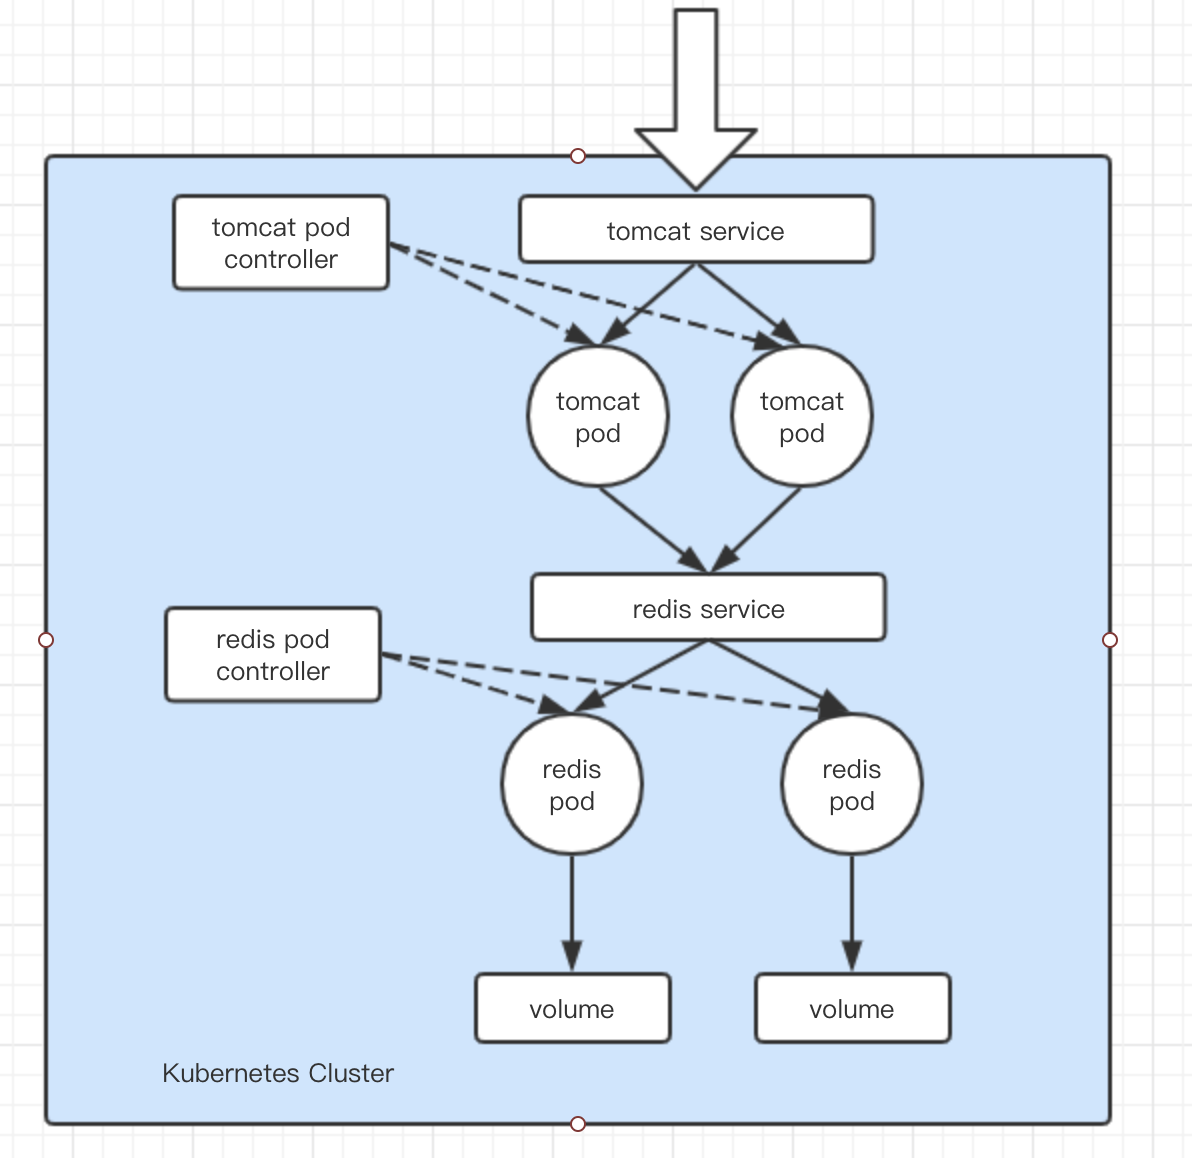 tomcat pod
controller
tomcat service
tomcat
pod
tomcat
pod
redis service
redis pod
controller
redis
pod
redis
pod
volume
volume
Kubernetes Cluster